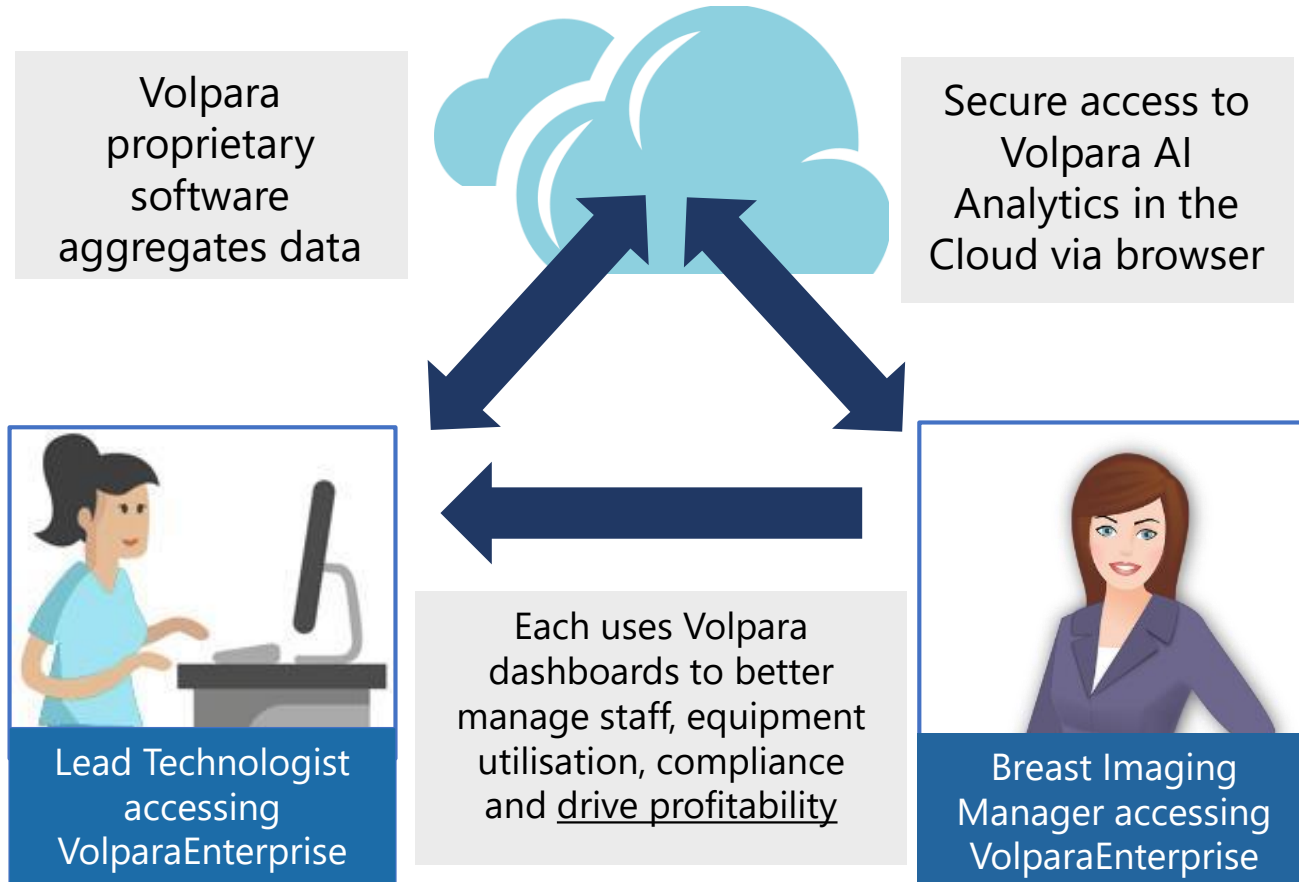 Volpara
proprietary
software
aggregates data
Secure access to
Volpara AI
Analytics in the
Cloud via browser
Each uses Volpara
dashboards to better
manage staff, equipment
utilisation, compliance
and drive profitability
Lead Technologist
accessing
VolparaEnterprise
Breast Imaging
Manager accessing
VolparaEnterprise